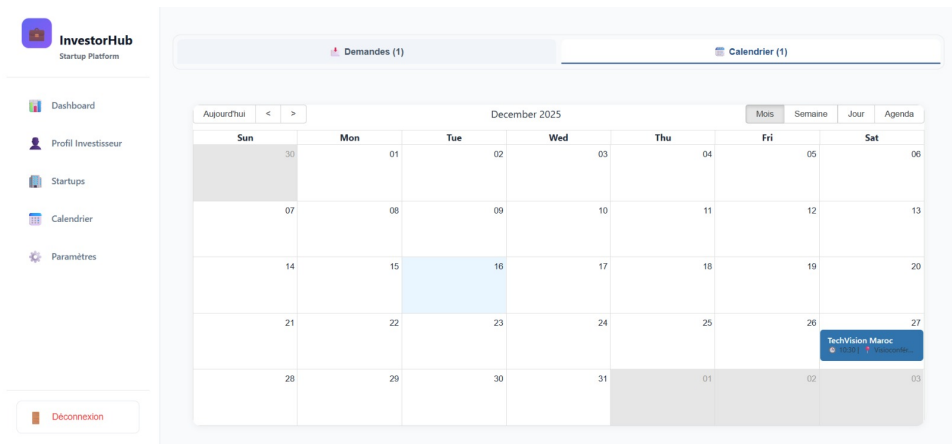 InvestorHub
Startup Platform
Dashboard
Profil Investisseur
Startups
Calendrier
Paramètres
Déconnexion
Demandes (1)
Calendrier (1)
Aujourd'hui < >
December 2025
Mois Semaine Jour Agenda
Sun Mon Tue Wed Thu Fri Sat
30 01 02 03 04 05 06
07 08 09 10 11 12 13
14 15 16 17 18 19 20
21 22 23 24 25 26 27
TechVision Maroc
28 29 30 31 01 02 03